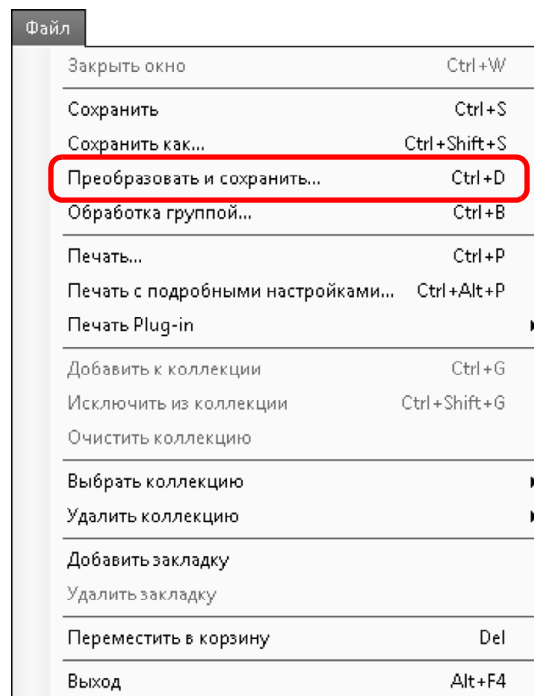 Файл
Закрыть окно Ctrl+W
Сохранить Ctrl+S
Сохранить как... Ctrl+Shift+S
Преобразовать и сохранить... Ctrl+D
Обработка группой... Ctrl+B
Печать... Ctrl+P
Печать с подробными настройками... Ctrl+Alt+P
Печать Plug-in
Добавить к коллекции Ctrl+G
Исключить из коллекции Ctrl+Shift+G
Очистить коллекцию
Выбрать коллекцию
Удалить коллекцию
Добавить закладку
Удалить закладку
Переместить в корзину Del
Выход Alt+F4